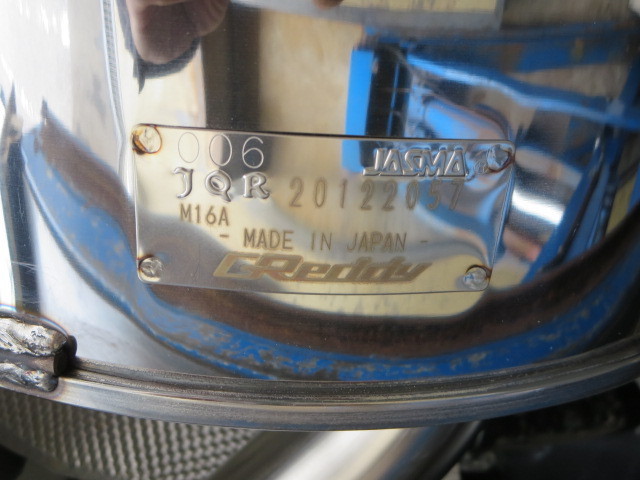 006 JASMA
JQR 20122057
M16A
- MADE IN JAPAN -
GReddy